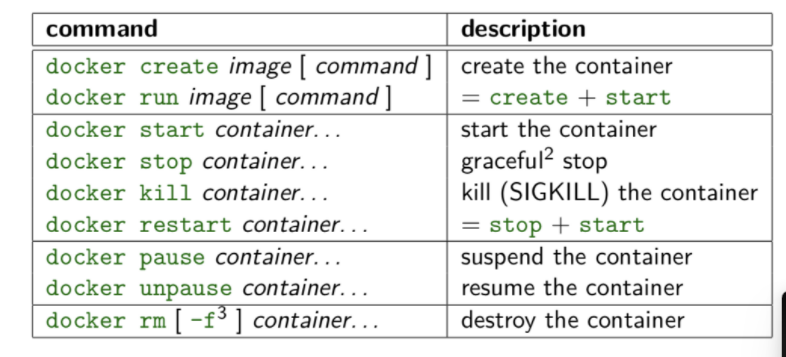 command description
docker create image [ command ] create the container
docker run image [ command ] = create + start
docker start container... start the container
docker stop container... graceful² stop
docker kill container... kill (SIGKILL) the container
docker restart container... = stop + start
docker pause container... suspend the container
docker unpause container... resume the container
docker rm [ -f³ ] container... destroy the container